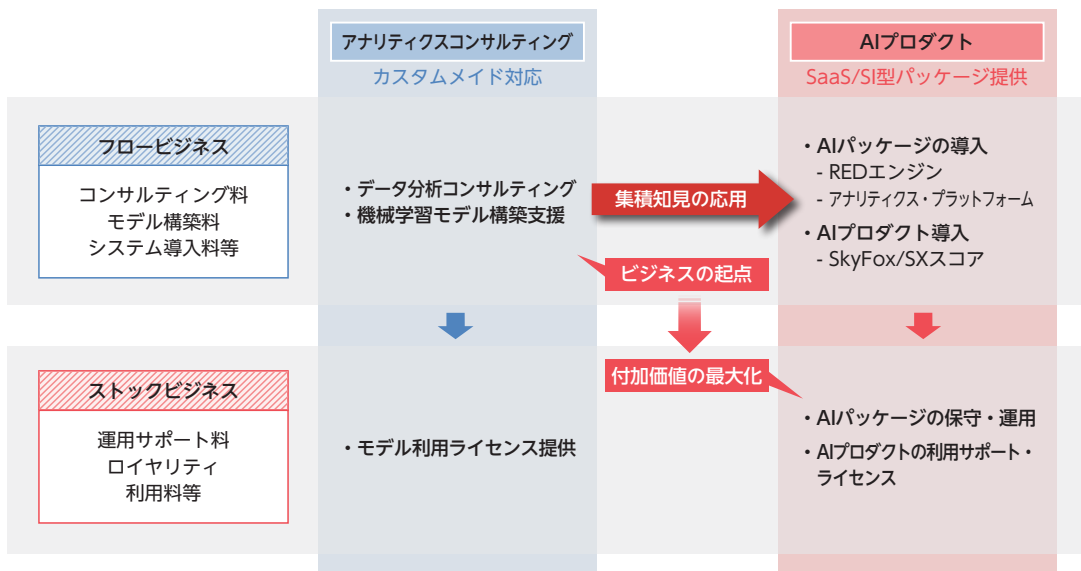 アナリティクスコンサルティング
カスタムメイド対応
AIプロダクト
SaaS/SI型パッケージ提供
フロービジネス
コンサルティング料
モデル構築料
システム導入料等
・データ分析コンサルティング
・機械学習モデル構築支援
集積知見の応用
・AIパッケージの導入
- REDエンジン
- アナリティクス・プラットフォーム
・AIプロダクト導入
- SkyFox/SXスコア
ビジネスの起点
付加価値の最大化
ストックビジネス
運用サポート料
ロイヤリティ
利用料等
・モデル利用ライセンス提供
・AIパッケージの保守・運用
・AIプロダクトの利用サポート・
ライセンス